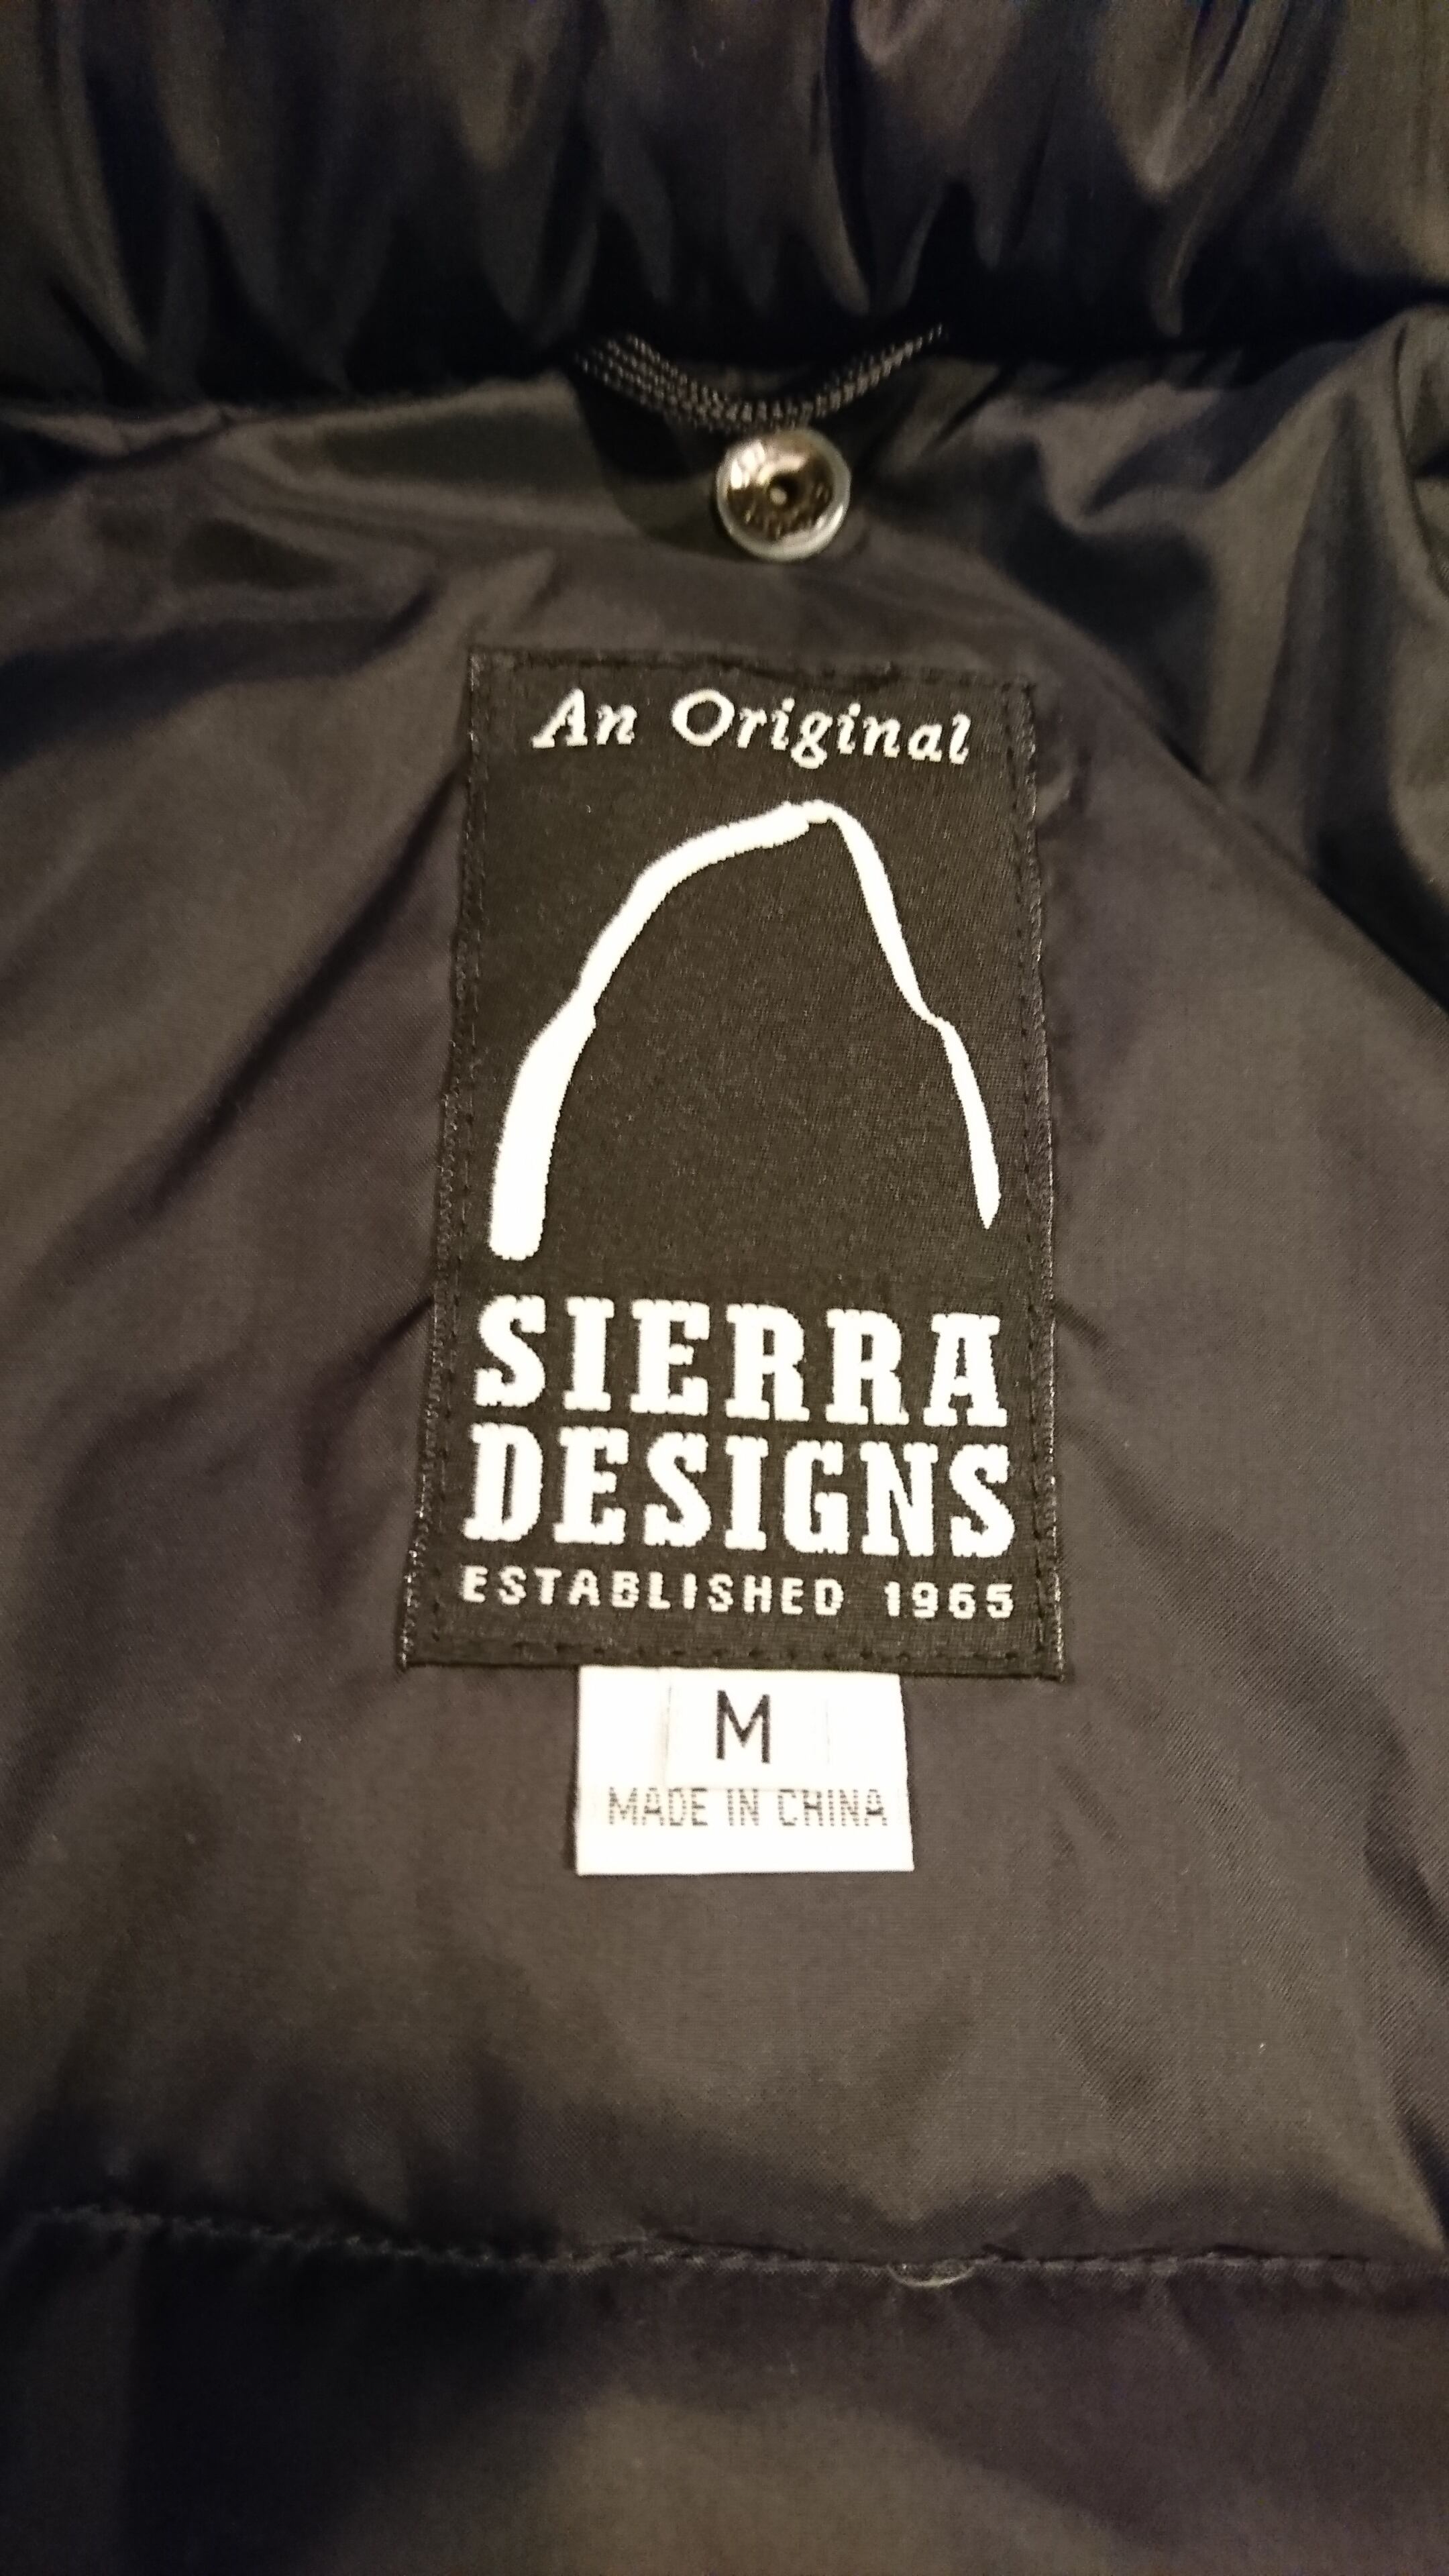 An Original
SIERRA
DESIGNS
ESTABLISHED 1965
M
MADE IN CHINA